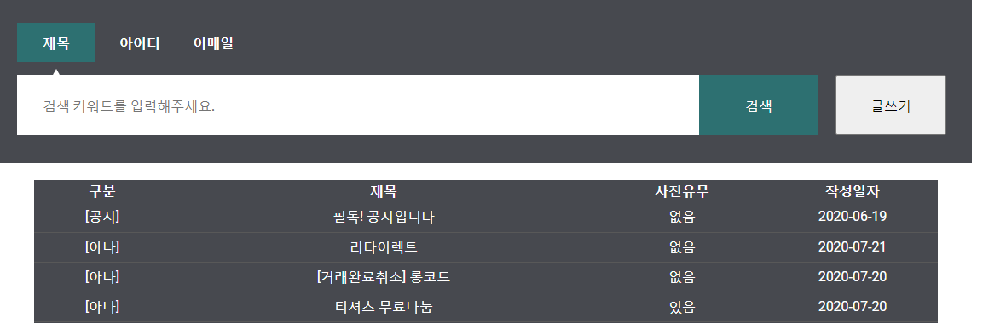 제목 아이디 이메일
검색 키워드를 입력해주세요. 검색 글쓰기
구분 제목 사진유무 작성일자
[공지] 필독! 공지입니다 없음 2020-06-19
[아나] 리다이렉트 없음 2020-07-21
[아나] [거래완료취소] 롱코트 없음 2020-07-20
[아나] 티셔츠 무료나눔 있음 2020-07-20